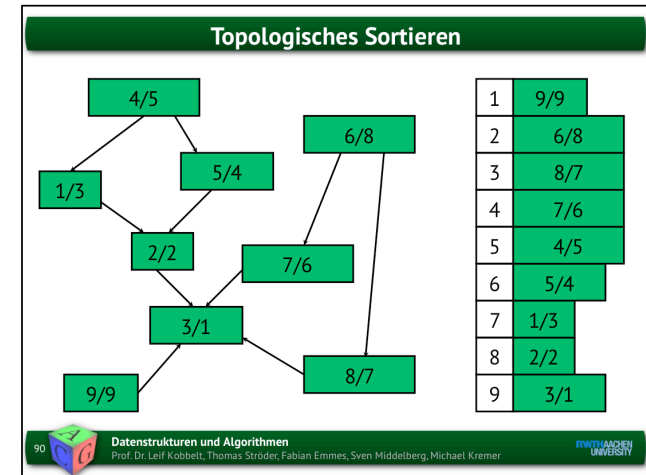 Topologisches Sortieren
4/5
6/8
5/4
1/3
2/2
7/6
3/1
8/7
9/9
1 9/9
2 6/8
3 8/7
4 7/6
5 4/5
6 5/4
7 1/3
8 2/2
9 3/1
90
A
C G
Datenstrukturen und Algorithmen
Prof. Dr. Leif Kobbelt, Thomas Ströder, Fabian Emmes, Sven Middelberg, Michael Kremer
RWTH AACHEN
UNIVERSITY